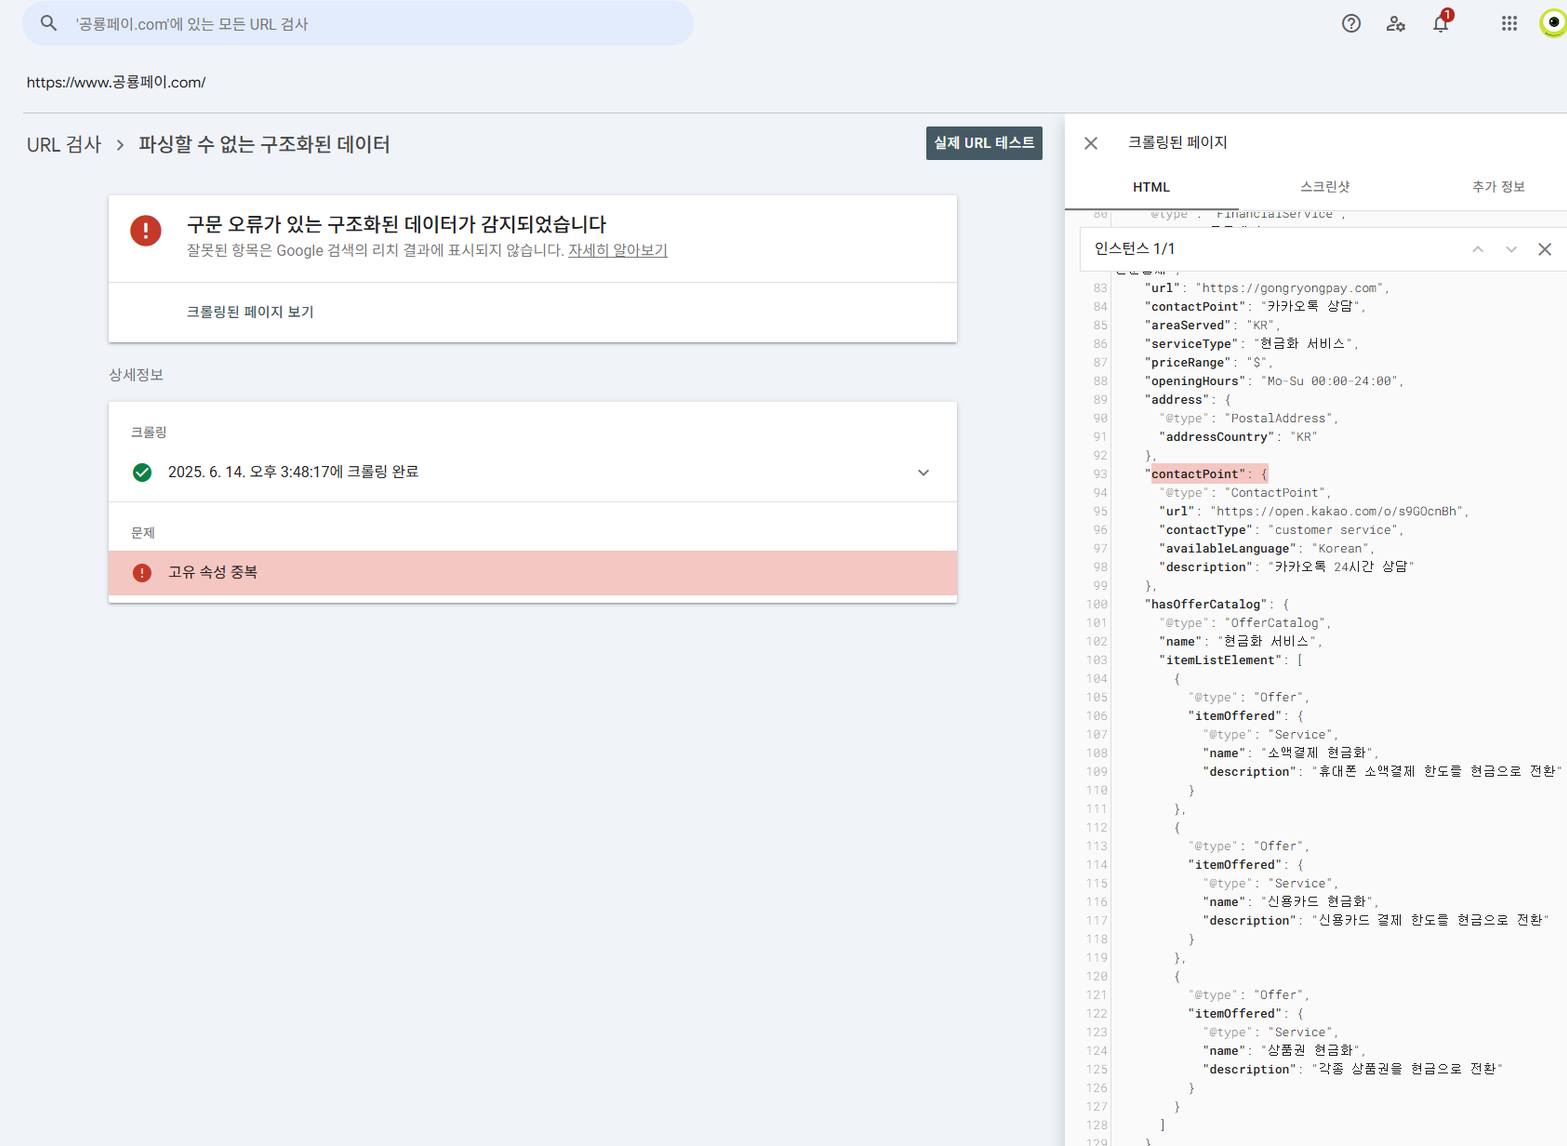 '공룡페이.com'에 있는 모든 URL 검사
1
https://www.공룡페이.com/
URL 검사 > 파싱할 수 없는 구조화된 데이터
실제 URL 테스트
구문 오류가 있는 구조화된 데이터가 감지되었습니다
잘못된 항목은 Google 검색의 리치 결과에 표시되지 않습니다. 자세히 알아보기
크롤링된 페이지 보기
상세정보
크롤링
2025. 6. 14. 오후 3:48:17에 크롤링 완료
문제
고유 속성 중복
크롤링된 페이지
HTML
스크린샷
추가 정보
80 "@type": "FinancialService",
인스턴스 1/1
83 "url": "https://gongryongpay.com",
84 "contactPoint": "카카오톡 상담",
85 "areaServed": "KR",
86 "serviceType": "현금화 서비스",
87 "priceRange": "$",
88 "openingHours": "Mo-Su 00:00-24:00",
89 "address": {
90 "@type": "PostalAddress",
91 "addressCountry": "KR"
92 },
93 "contactPoint": {
94 "@type": "ContactPoint",
95 "url": "https://open.kakao.com/o/s9GOcnBh",
96 "contactType": "customer service",
97 "availableLanguage": "Korean",
98 "description": "카카오톡 24시간 상담"
99 },
100 "hasOfferCatalog": {
101 "@type": "OfferCatalog",
102 "name": "현금화 서비스",
103 "itemListElement": [
104 {
105 "@type": "Offer",
106 "itemOffered": {
107 "@type": "Service",
108 "name": "소액결제 현금화",
109 "description": "휴대폰 소액결제 한도를 현금으로 전환"
110 }
111 },
112 {
113 "@type": "Offer",
114 "itemOffered": {
115 "@type": "Service",
116 "name": "신용카드 현금화",
117 "description": "신용카드 결제 한도를 현금으로 전환"
118 }
119 },
120 {
121 "@type": "Offer",
122 "itemOffered": {
123 "@type": "Service",
124 "name": "상품권 현금화",
125 "description": "각종 상품권을 현금으로 전환"
126 }
127 }
128 ]
129 }